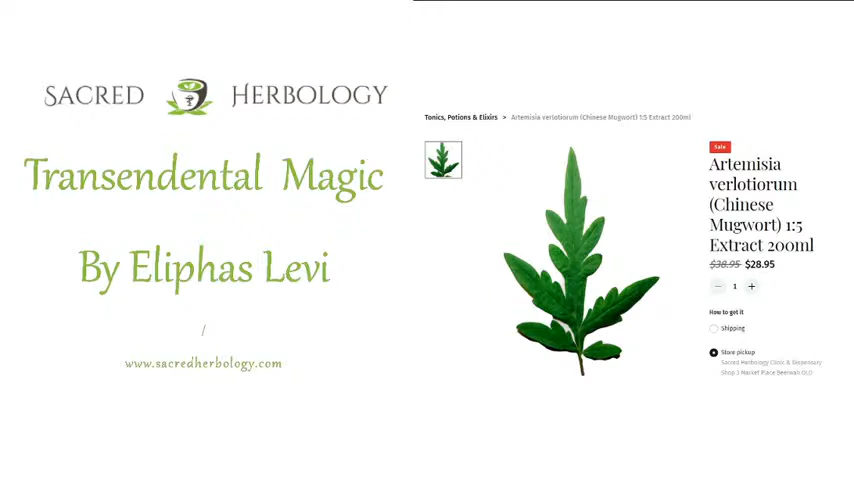 SACRED HERBOLOGY
Transendental Magic
By Eliphas Levi
/
www.sacredherbology.com
Tonics, Potions & Elixirs > Artemisia verlotiorum (Chinese Mugwort) 1:5 Extract 200ml
Sale
Artemisia
verlotiorum
(Chinese
Mugwort) 1:5
Extract 200ml
$38.95 $28.95
− 1 +
How to get it
Shipping
Store pickup
Sacred Herbology Clinic & Dispensary
Shop 3 Market Place Beerwah QLD